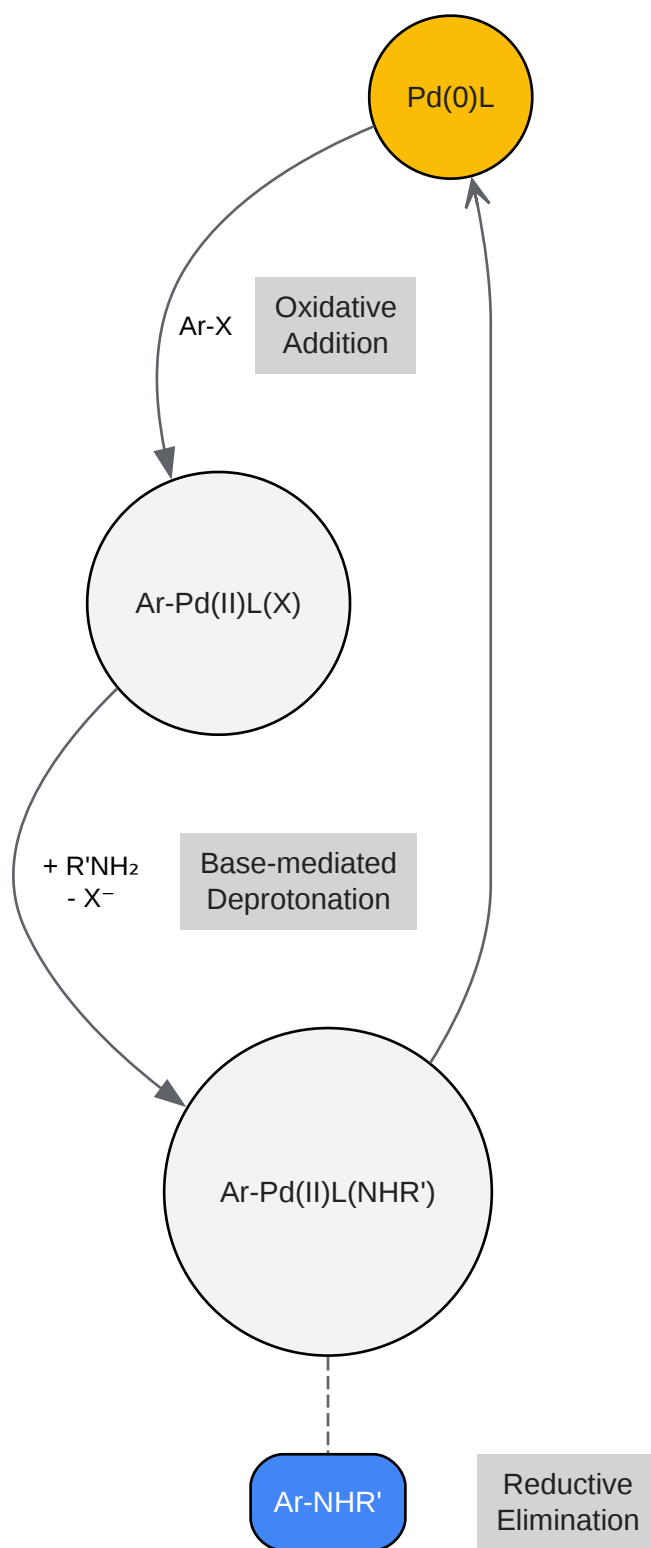 Pd(0)L
Ar-X
Oxidative
Addition
Ar-Pd(II)L(X)
+ R'NH₂
- X⁻
Base-mediated
Deprotonation
Ar-Pd(II)L(NHR')
Ar-NHR'
Reductive
Elimination